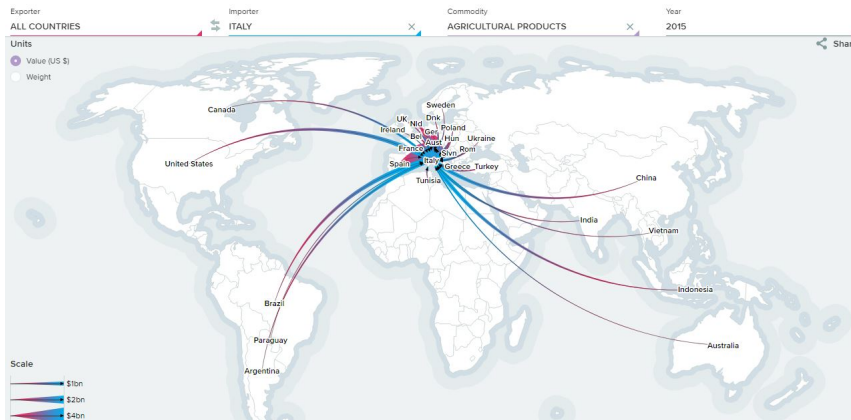 Exporter
ALL COUNTRIES
Importer
ITALY
Commodity
AGRICULTURAL PRODUCTS
Year
2015
Units
Value (US $)
Weight
Shar
Canada
United States
Sweden
UK
Nld
Dnk
Ireland
Bel
Ger
Poland
Hun
Ukraine
Aust
France
Slvn
Rom
Spain
Italy
Greece
Turkey
Tunisia
China
India
Vietnam
Indonesia
Brazil
Paraguay
Argentina
Australia
Scale
$1bn
$2bn
$4bn